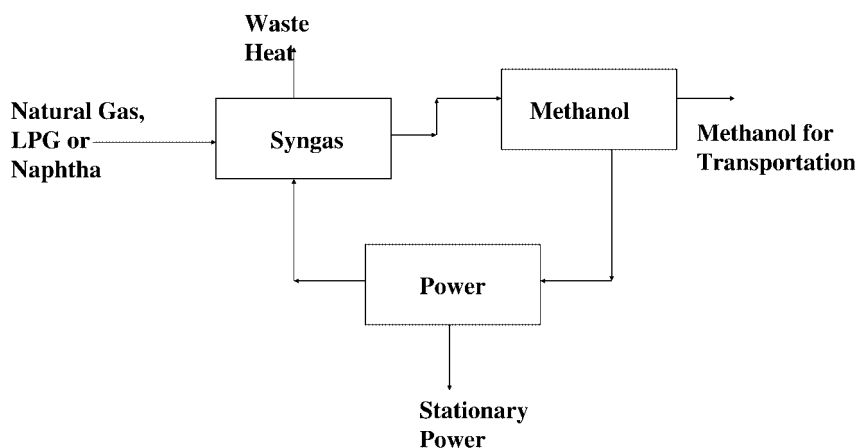 Waste
Heat
Natural Gas,
LPG or
Naphtha
Syngas
Methanol
Methanol for
Transportation
Power
Stationary
Power